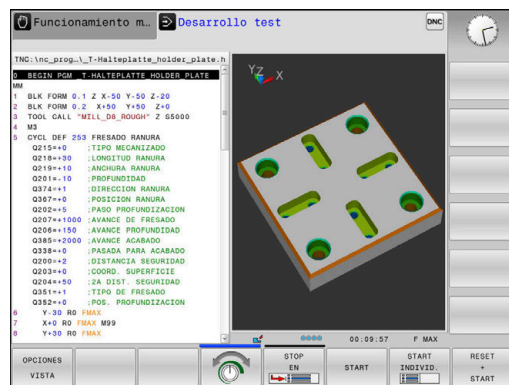 Funcionamiento m… Desarrollo test
DNC
TNC:\nc_prog…\_T-Halteplatte_holder_plate.h
0 BEGIN PGM _T-HALTEPLATTE_HOLDER_PLATE
MM
1 BLK FORM 0.1 Z X-50 Y-50 Z-20
2 BLK FORM 0.2 X+50 Y+50 Z+0
3 TOOL CALL "MILL_D8_ROUGH" Z S5000
4 M3
5 CYCL DEF 253 FRESADO RANURA
Q215=+0 ;TIPO MECANIZADO
Q218=+30 ;LONGITUD RANURA
Q219=+10 ;ANCHURA RANURA
Q201=-10 ;PROFUNDIDAD
Q374=+1 ;DIRECCION RANURA
Q367=+0 ;POSICION RANURA
Q202=+5 ;PASO PROFUNDIZACION
Q207=+1000 ;AVANCE DE FRESADO
Q206=+150 ;AVANCE PROFUNDIDAD
Q385=+2000 ;AVANCE ACABADO
Q338=+0 ;PASADA PARA ACABADO
Q200=+2 ;DISTANCIA SEGURIDAD
Q203=+0 ;COORD. SUPERFICIE
Q204=+50 ;2A DIST. SEGURIDAD
Q351=+1 ;TIPO DE FRESADO
Q352=+0 ;POS. PROFUNDIZACION
6 Y-30 R0 FMAX
7 X+0 R0 FMAX M99
8 Y+30 R0 FMAX
Y Z X
00:09:57 F MAX
OPCIONES
VISTA
STOP
EN
START
START
INDIVID.
RESET
+
START